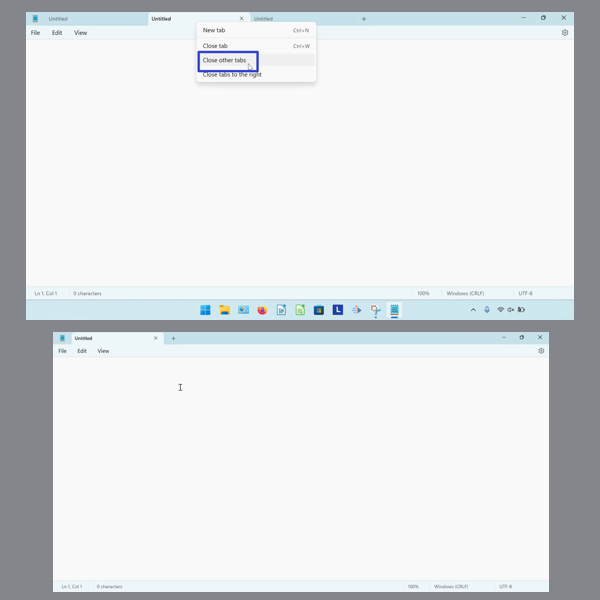 Untitled Untitled Untitled
File Edit View
New tab Ctrl+N
Close tab Ctrl+W
Close other tabs
Close tabs to the right
Ln 1, Col 1 0 characters 100% Windows (CRLF) UTF-8
L
Untitled
File Edit View
Ln 1, Col 1 0 characters 100% Windows (CRLF) UTF-8